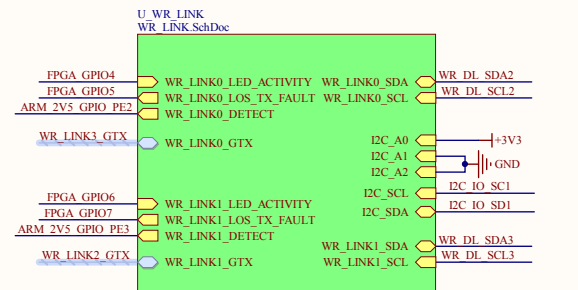 U_WR_LINK
WR_LINK.SchDoc
FPGA_GPIO4 WR_LINK0_LED_ACTIVITY WR_LINK0_SDA WR_DL_SDA2
FPGA_GPIO5 WR_LINK0_LOS_TX_FAULT WR_LINK0_SCL WR_DL_SCL2
ARM_2V5_GPIO_PE2 WR_LINK0_DETECT
WR_LINK3_GTX WR_LINK0_GTX I2C_A0 +3V3
I2C_A1
I2C_A2 GND
FPGA_GPIO6 WR_LINK1_LED_ACTIVITY I2C_SCL I2C_IO_SC1
FPGA_GPIO7 WR_LINK1_LOS_TX_FAULT I2C_SDA I2C_IO_SD1
ARM_2V5_GPIO_PE3 WR_LINK1_DETECT WR_LINK1_SDA WR_DL_SDA3
WR_LINK2_GTX WR_LINK1_GTX WR_LINK1_SCL WR_DL_SCL3